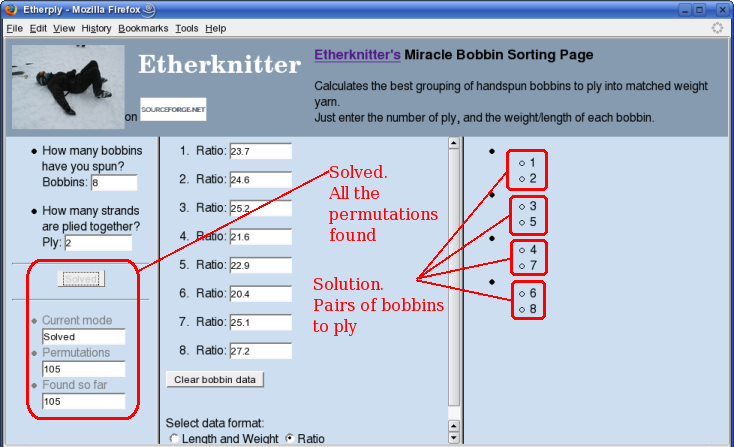 Etherply - Mozilla Firefox
File Edit View History Bookmarks Tools Help
Etherknitter
on SOURCEFORGE.NET
Etherknitter's Miracle Bobbin Sorting Page
Calculates the best grouping of handspun bobbins to ply into matched weight
yarn.
Just enter the number of ply, and the weight/length of each bobbin.
How many bobbins
have you spun?
Bobbins: 8
How many strands
are plied together?
Ply: 2
Solved
Current mode
Solved
Permutations
105
Found so far
105
1. Ratio: 23.7
2. Ratio: 24.6
3. Ratio: 25.2
4. Ratio: 21.6
5. Ratio: 22.9
6. Ratio: 20.4
7. Ratio: 25.1
8. Ratio: 27.2
Clear bobbin data
Select data format:
Length and Weight Ratio
Solved.
All the
permutations
found
Solution.
Pairs of bobbins
to ply
1
2
3
5
4
7
6
8